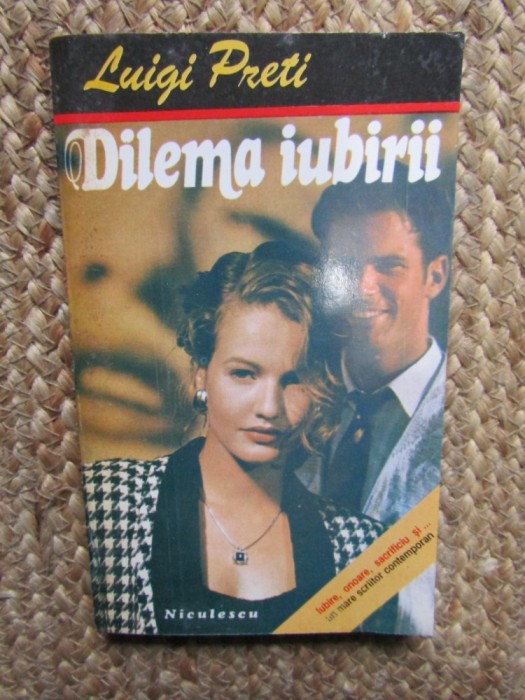 Luigi Preti
Dilema iubirii
Iubire, onoare, sacrificiu și ...
un mare scriitor contemporan
Niculescu